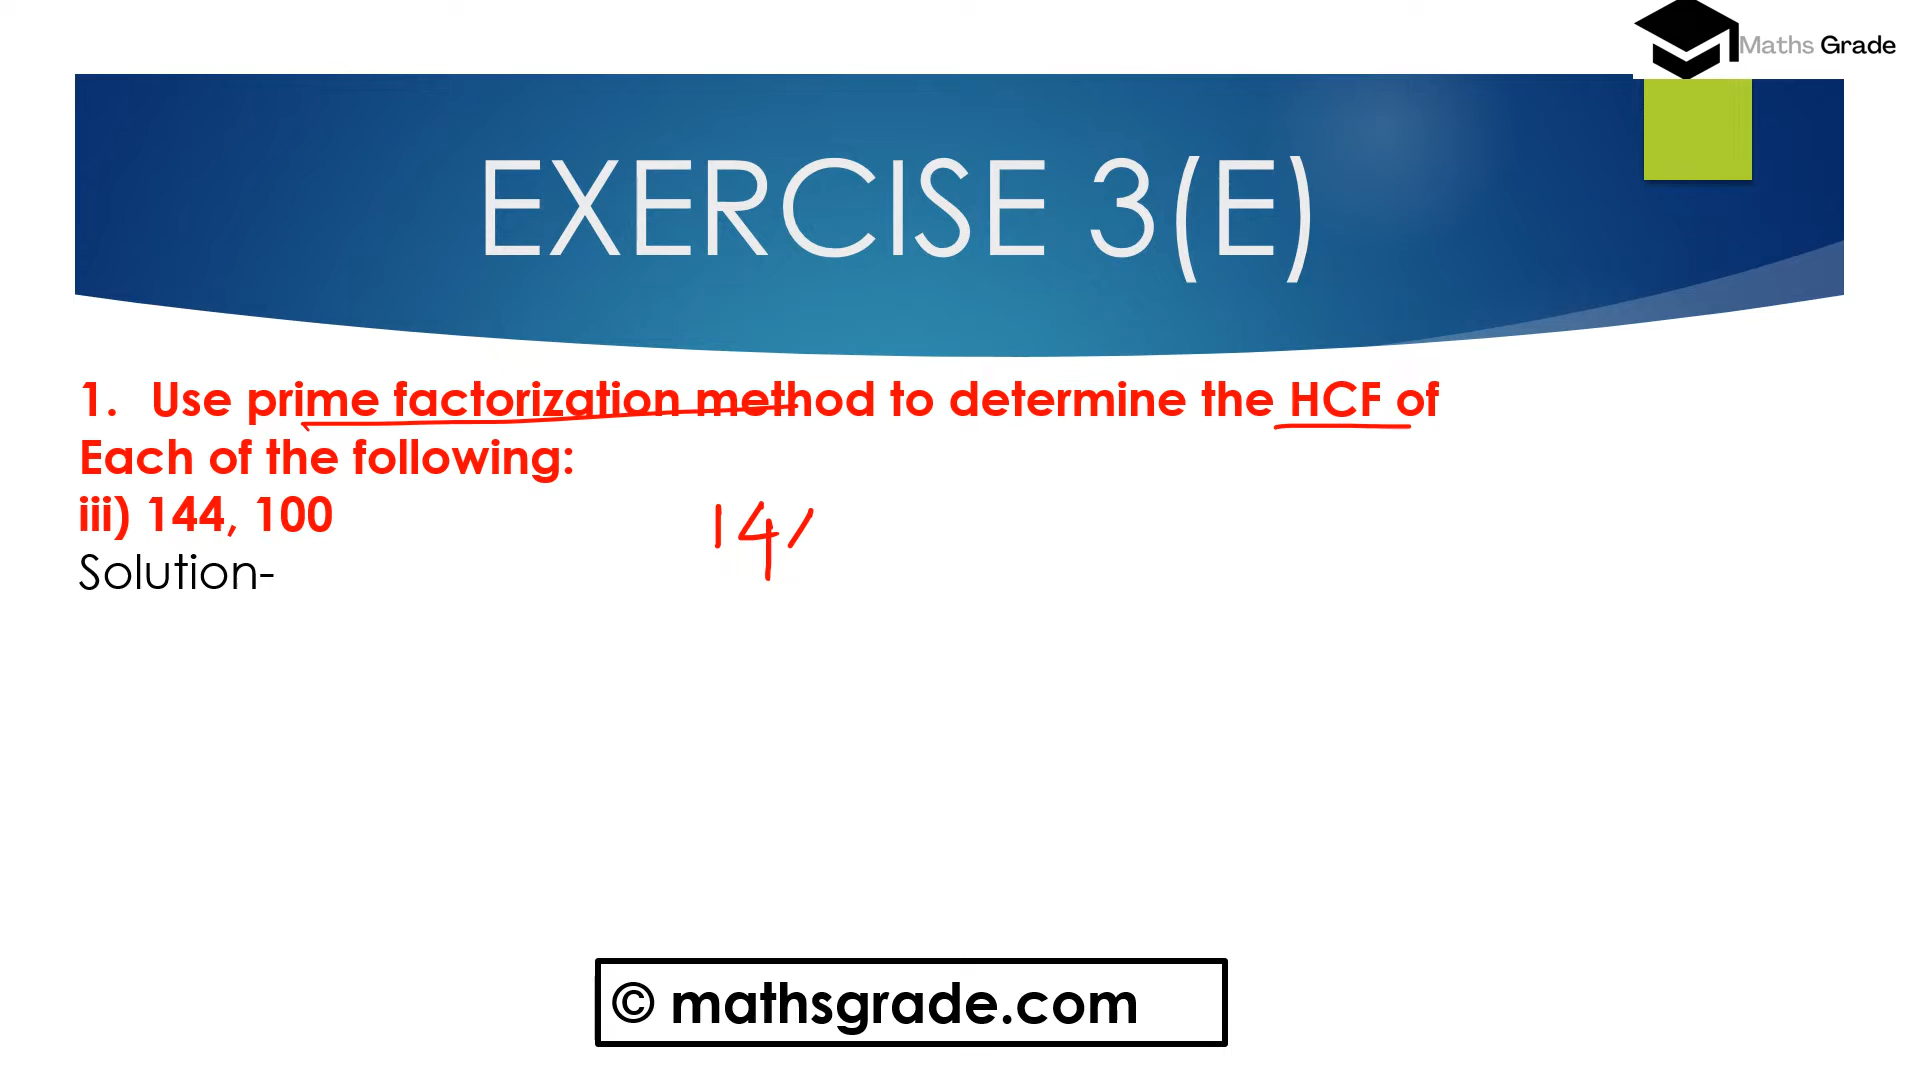 Maths Grade
EXERCISE 3(E)
1. Use prime factorization method to determine the HCF of
Each of the following:
iii) 144, 100
14
Solution-
© mathsgrade.com